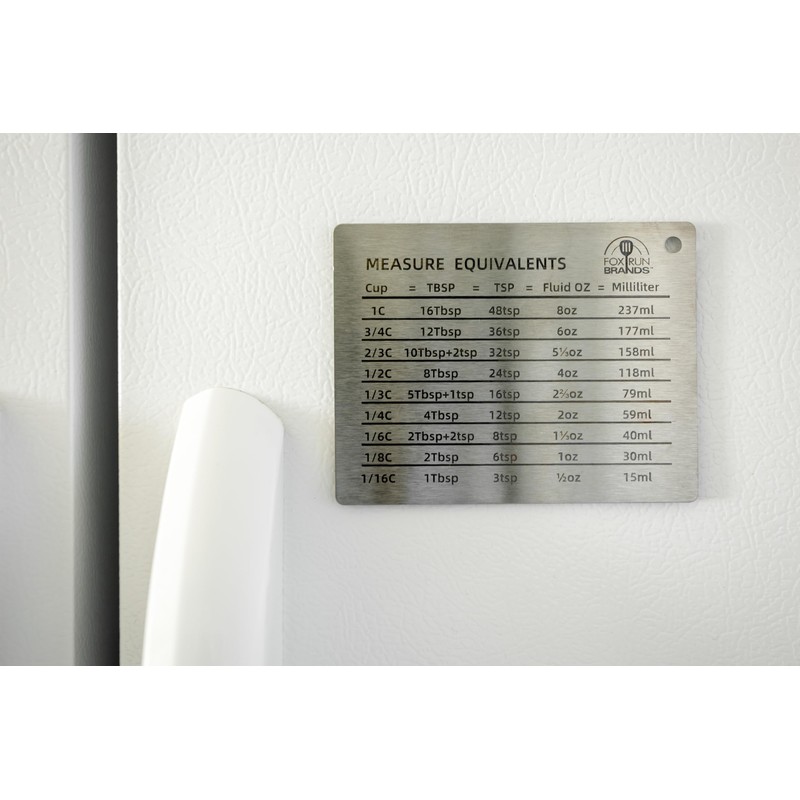 FOX RUN
BRANDS™
MEASURE EQUIVALENTS
Cup = TBSP = TSP = Fluid OZ = Milliliter
1C 16Tbsp 48tsp 8oz 237ml
3/4C 12Tbsp 36tsp 6oz 177ml
2/3C 10Tbsp+2tsp 32tsp 5⅓oz 158ml
1/2C 8Tbsp 24tsp 4oz 118ml
1/3C 5Tbsp+1tsp 16tsp 2⅔oz 79ml
1/4C 4Tbsp 12tsp 2oz 59ml
1/6C 2Tbsp+2tsp 8tsp 1⅓oz 40ml
1/8C 2Tbsp 6tsp 1oz 30ml
1/16C 1Tbsp 3tsp ½oz 15ml